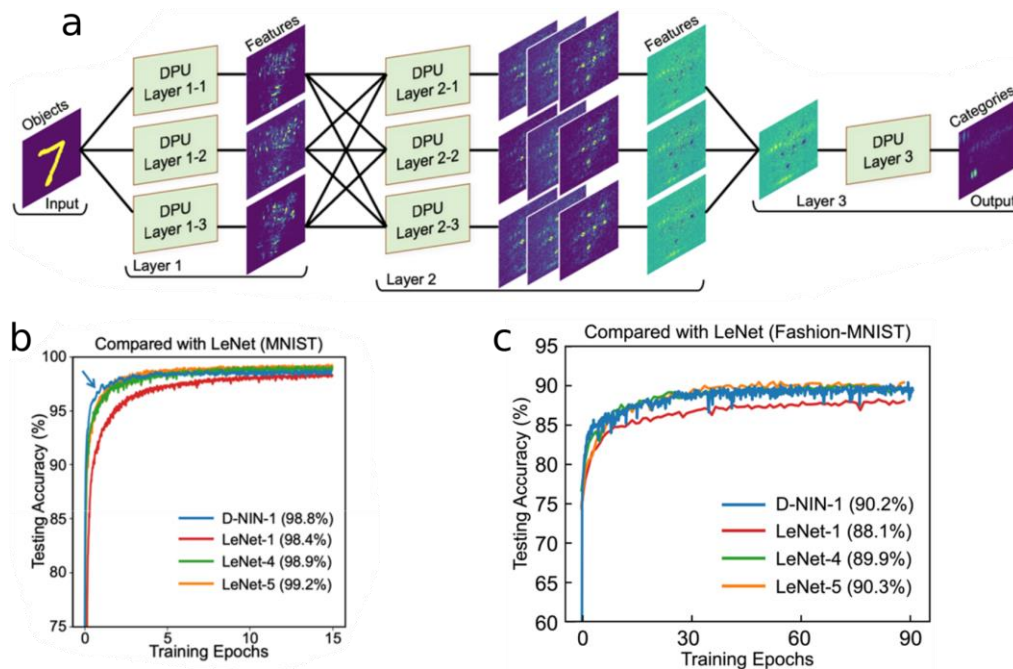 a
Objects
Input
DPU
Layer 1-1
DPU
Layer 1-2
DPU
Layer 1-3
Layer 1
Features
DPU
Layer 2-1
DPU
Layer 2-2
DPU
Layer 2-3
Layer 2
Features
DPU
Layer 3
Layer 3
Categories
Output
b
Compared with LeNet (MNIST)
Testing Accuracy (%)
100
95
90
85
80
75
D-NIN-1 (98.8%)
LeNet-1 (98.4%)
LeNet-4 (98.9%)
LeNet-5 (99.2%)
0 5 10 15
Training Epochs
c
Compared with LeNet (Fashion-MNIST)
Testing Accuracy (%)
95
90
85
80
75
70
65
60
D-NIN-1 (90.2%)
LeNet-1 (88.1%)
LeNet-4 (89.9%)
LeNet-5 (90.3%)
0 30 60 90
Training Epochs